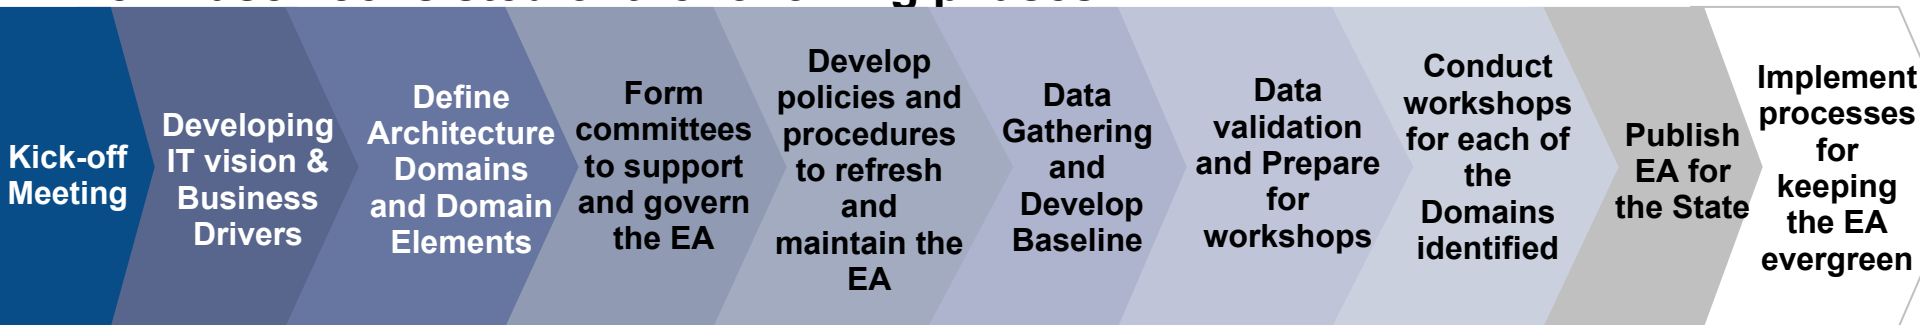 Kick-off
Meeting
Developing
IT vision &
Business
Drivers
Define
Architecture
Domains
and Domain
Elements
Form
committees
to support
and govern
the EA
Develop
policies and
procedures
to refresh
and
maintain the
EA
Data
Gathering
and
Develop
Baseline
Data
validation
and Prepare
for
workshops
Conduct
workshops
for each of
the
Domains
identified
Publish
EA for
the State
Implement
processes
for
keeping
the EA
evergreen